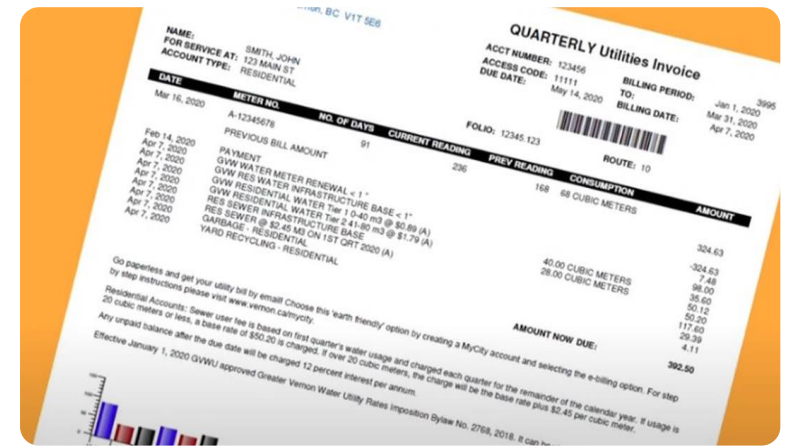 on, BC V1T 5E6
QUARTERLY Utilities Invoice
3995
NAME: SMITH, JOHN
FOR SERVICE AT: 123 MAIN ST
ACCOUNT TYPE: RESIDENTIAL
ACCT NUMBER: 123456
ACCESS CODE: 11111
DUE DATE: May 14, 2020
BILLING PERIOD: Jan 1, 2020
TO: Mar 31, 2020
BILLING DATE: Apr 7, 2020
FOLIO: 12345.123
ROUTE: 10
DATE METER NO. NO. OF DAYS CURRENT READING PREV READING CONSUMPTION AMOUNT
Mar 16, 2020 A-12345678 91 236 168 68 CUBIC METERS
PREVIOUS BILL AMOUNT 324.63
Feb 14, 2020 PAYMENT -324.63
Apr 7, 2020 GVW WATER METER RENEWAL < 1 " 7.48
Apr 7, 2020 GVW RES WATER INFRASTRUCTURE BASE < 1" 98.00
Apr 7, 2020 GVW RESIDENTIAL WATER Tier 1 0-40 m3 @ $0.89 (A) 40.00 CUBIC METERS 35.60
Apr 7, 2020 GVW RESIDENTIAL WATER Tier 2 41-80 m3 @ $1.79 (A) 28.00 CUBIC METERS 50.12
Apr 7, 2020 RES SEWER INFRASTRUCTURE BASE 50.20
Apr 7, 2020 RES SEWER @ $2.45 M3 ON 1ST QRT 2020 (A) 117.60
Apr 7, 2020 GARBAGE - RESIDENTIAL 29.39
YARD RECYCLING - RESIDENTIAL 4.11
AMOUNT NOW DUE: 392.50
Go paperless and get your utility bill by email! Choose this 'earth friendly' option by creating a MyCity account and selecting the e-billing option. For step
by step instructions please visit www.vernon.ca/mycity.
Residential Accounts: Sewer user fee is based on first quarter's water usage and charged each quarter for the remainder of the calendar year. If usage is
20 cubic meters or less, a base rate of $50.20 is charged. If over 20 cubic meters, the charge will be the base rate plus $2.45 per cubic meter.
Any unpaid balance after the due date will be charged 12 percent interest per annum.
Effective January 1, 2020 GVWU approved Greater Vernon Water Utility Rates Imposition Bylaw No. 2768, 2018. It can be